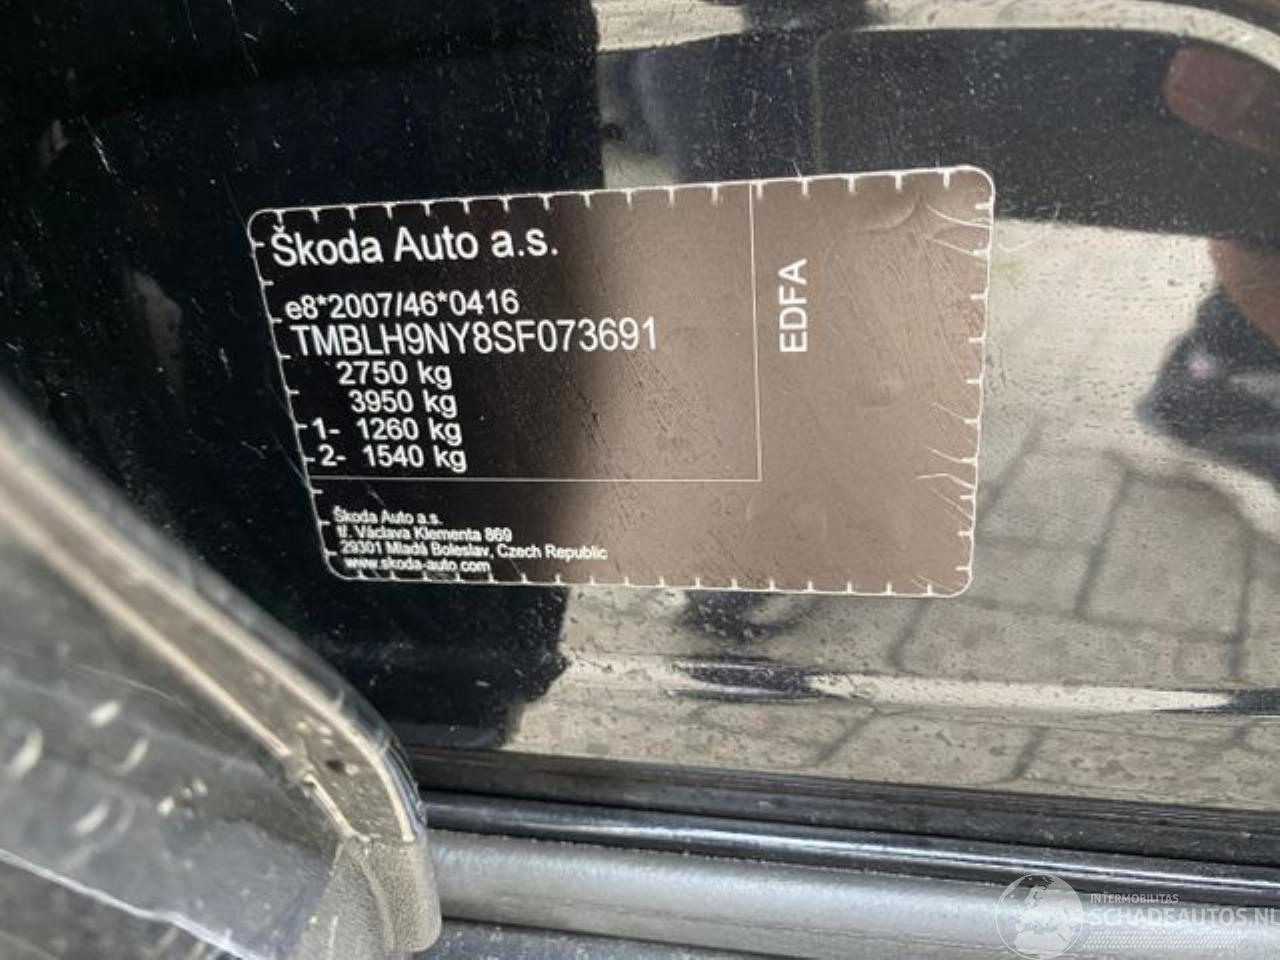 Škoda Auto a.s.
e8*2007/46*0416
TMBLH9NY8SF073691
2750 kg
3950 kg
1- 1260 kg
2- 1540 kg
EDFA
Škoda Auto a.s.
tř. Václava Klementa 869
29301 Mladá Boleslav, Czech Republic
www.skoda-auto.com
INTERMOBILITAS
SCHADEAUTOS.NL